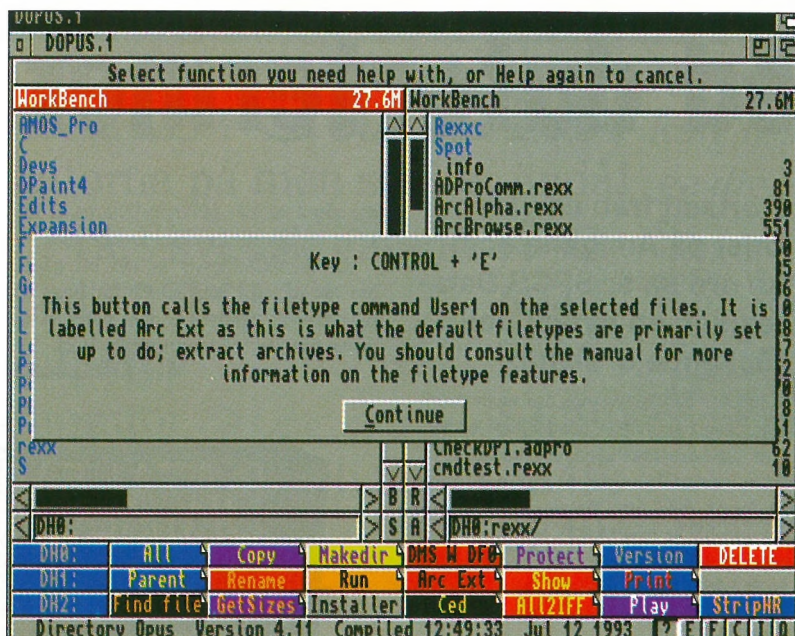 DOPUS.1
DOPUS.1
Select function you need help with, or Help again to cancel.
WorkBench 27.6M WorkBench 27.6M
AMOS_Pro
C
Devs
DPaint4
Edits
Expansion
Rexxc
Spot
.info 3
ADProComm.rexx 81
ArcAlpha.rexx 390
ArcBrowse.rexx 551
Key : CONTROL + 'E'
This button calls the filetype command User1 on the selected files. It is
labelled Arc Ext as this is what the default filetypes are primarily set
up to do; extract archives. You should consult the manual for more
information on the filetype features.
Continue
rexx
S
CheckDPI.adpro 62
cmdtest.rexx 10
B R
S A
DH0:
DH0:rexx/
DH0: All Copy Makedir DMS W DF0 Protect Version DELETE
DH1: Parent Rename Run Arc Ext Show Print
DH2: Find file GetSizes Installer Ced All2IFF Play StripHR
Directory Opus Version 4.11 Compiled 12:49:33 Jul 12 1993 ? E F C I Q